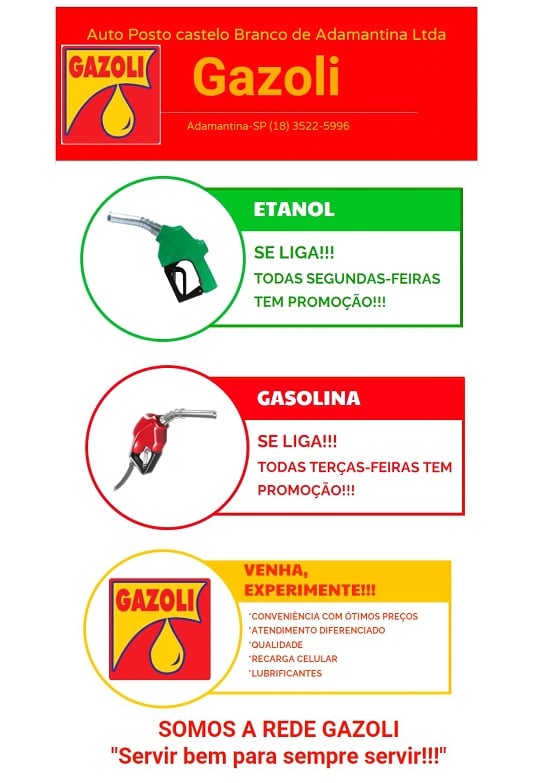 Auto Posto castelo Branco de Adamantina Ltda
GAZOLI
Gazoli
Adamantina-SP (18) 3522-5996
ETANOL
SE LIGA!!!
TODAS SEGUNDAS-FEIRAS
TEM PROMOÇÃO!!!
GASOLINA
SE LIGA!!!
TODAS TERÇAS-FEIRAS TEM
PROMOÇÃO!!!
GAZOLI
VENHA,
EXPERIMENTE!!!
*CONVENIÊNCIA COM ÓTIMOS PREÇOS
*ATENDIMENTO DIFERENCIADO
*QUALIDADE
*RECARGA CELULAR
*LUBRIFICANTES
SOMOS A REDE GAZOLI
"Servir bem para sempre servir!!!"